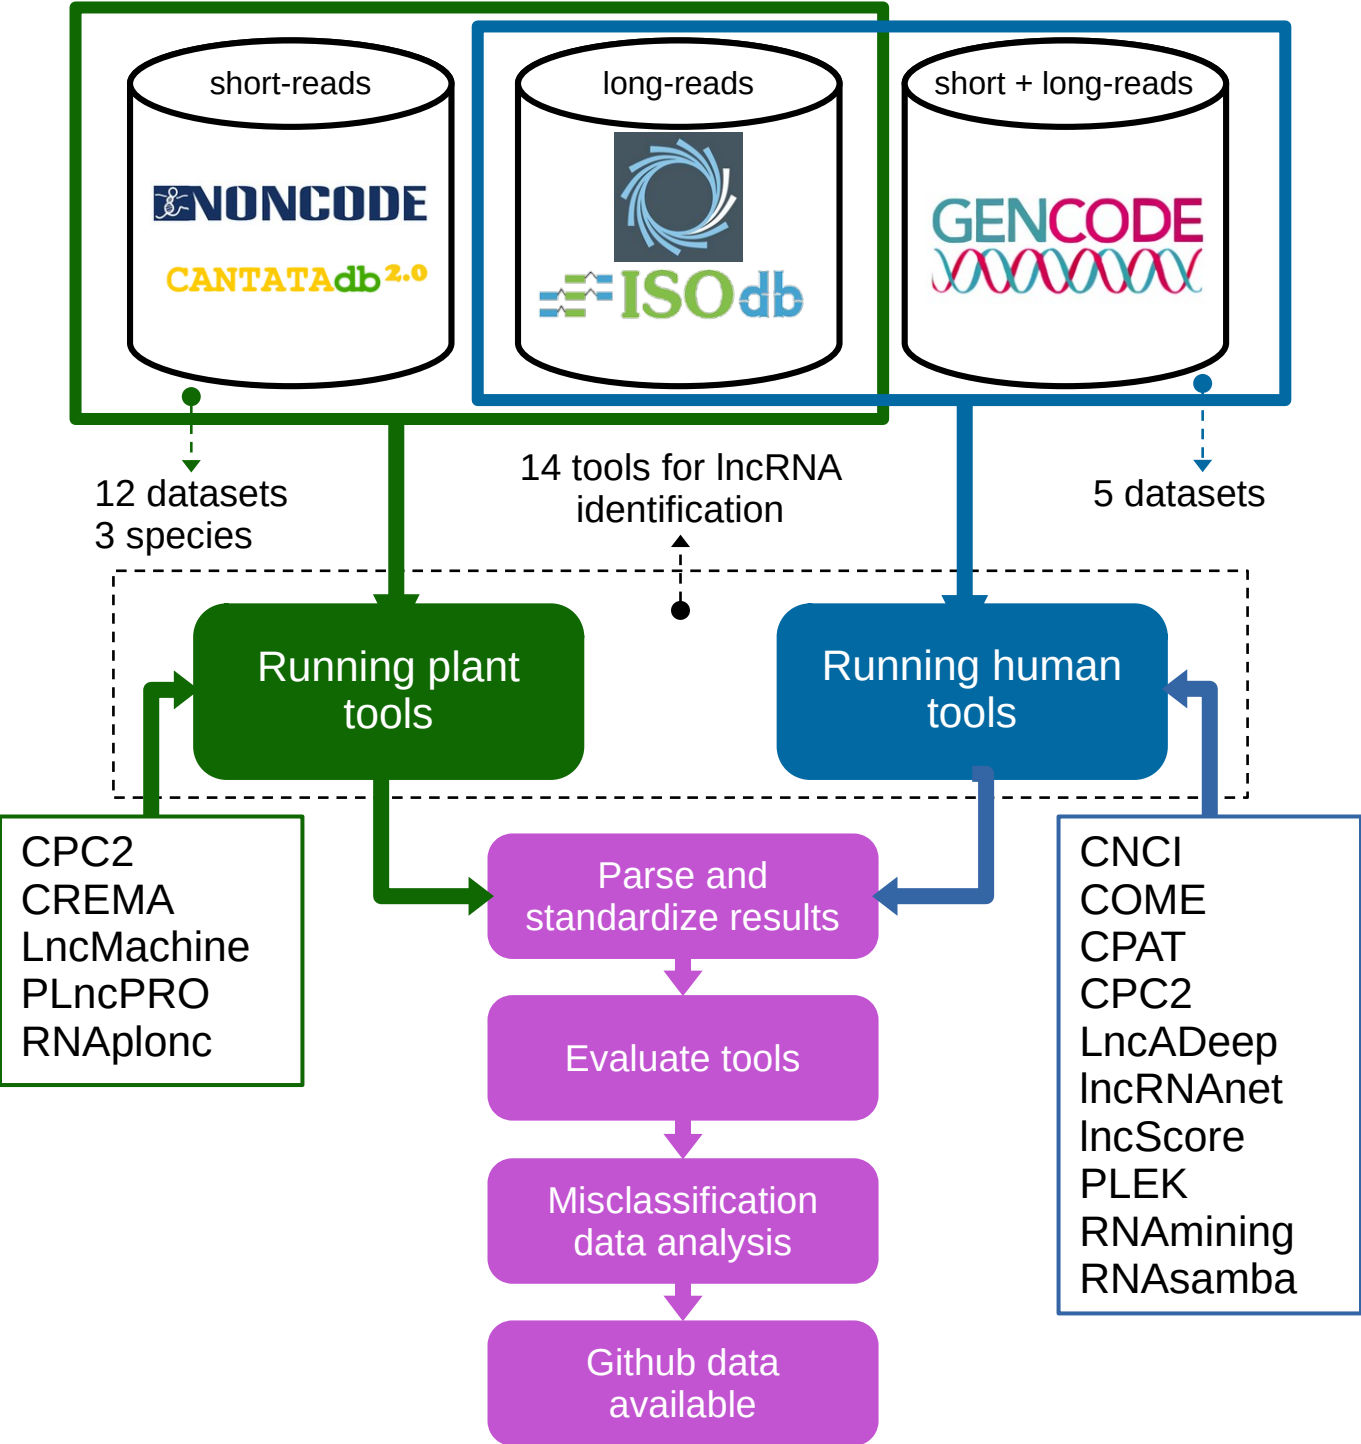 short-reads
long-reads
short + long-reads
NONCODE
CANTATAdb 2.0
ISOdb
GENCODE
12 datasets
3 species
14 tools for lncRNA
identification
5 datasets
Running plant
tools
Running human
tools
CPC2
CREMA
LncMachine
PLncPRO
RNAplonc
Parse and
standardize results
Evaluate tools
Misclassification
data analysis
Github data
available
CNCI
COME
CPAT
CPC2
LncADeep
lncRNAnet
lncScore
PLEK
RNAmining
RNAsamba